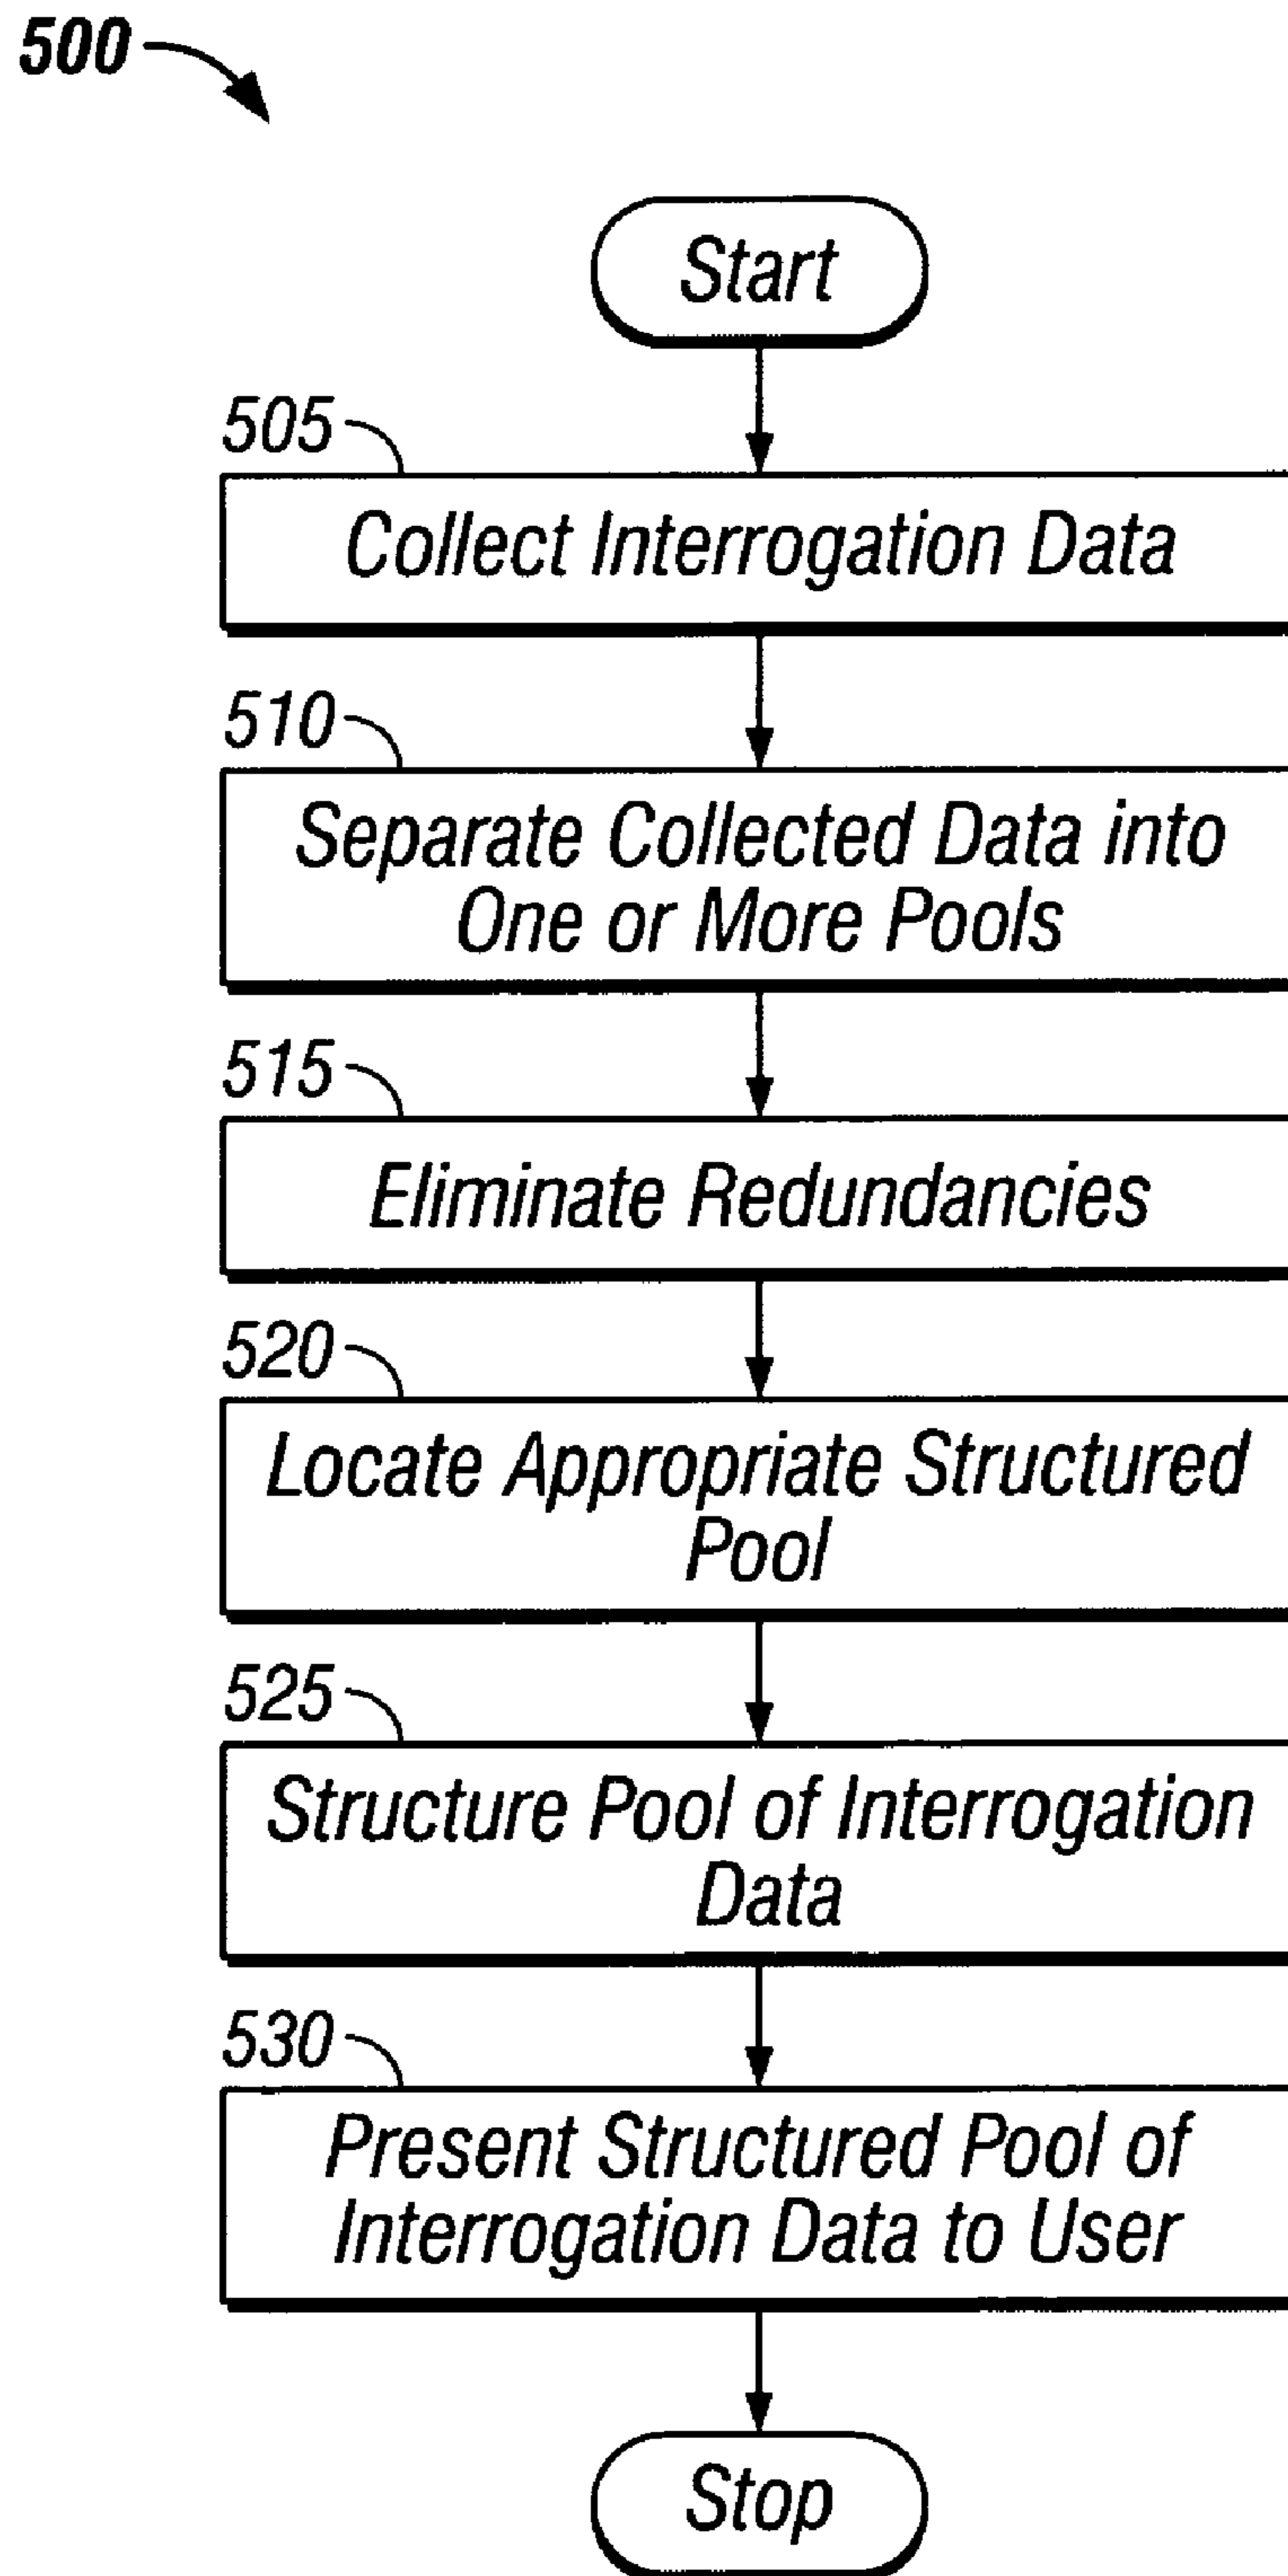 500
Start
505
Collect Interrogation Data
510
Separate Collected Data into
One or More Pools
515
Eliminate Redundancies
520
Locate Appropriate Structured
Pool
525
Structure Pool of Interrogation
Data
530
Present Structured Pool of
Interrogation Data to User
Stop